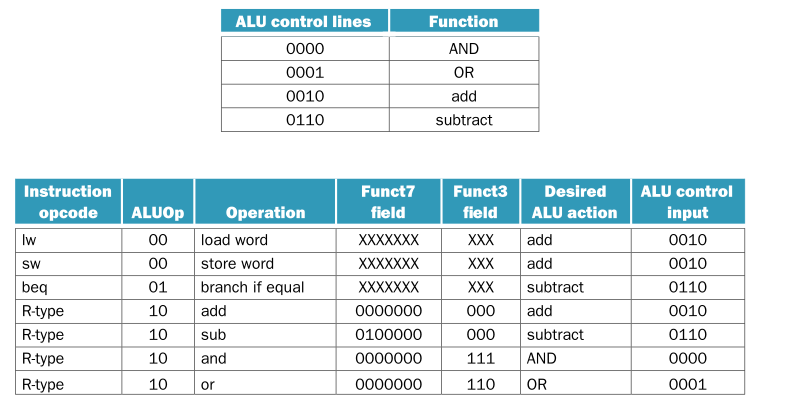 ALU control lines Function
0000 AND
0001 OR
0010 add
0110 subtract
Instruction opcode ALUOp Operation Funct7 field Funct3 field Desired ALU action ALU control input
lw 00 load word XXXXXXX XXX add 0010
sw 00 store word XXXXXXX XXX add 0010
beq 01 branch if equal XXXXXXX XXX subtract 0110
R-type 10 add 0000000 000 add 0010
R-type 10 sub 0100000 000 subtract 0110
R-type 10 and 0000000 111 AND 0000
R-type 10 or 0000000 110 OR 0001